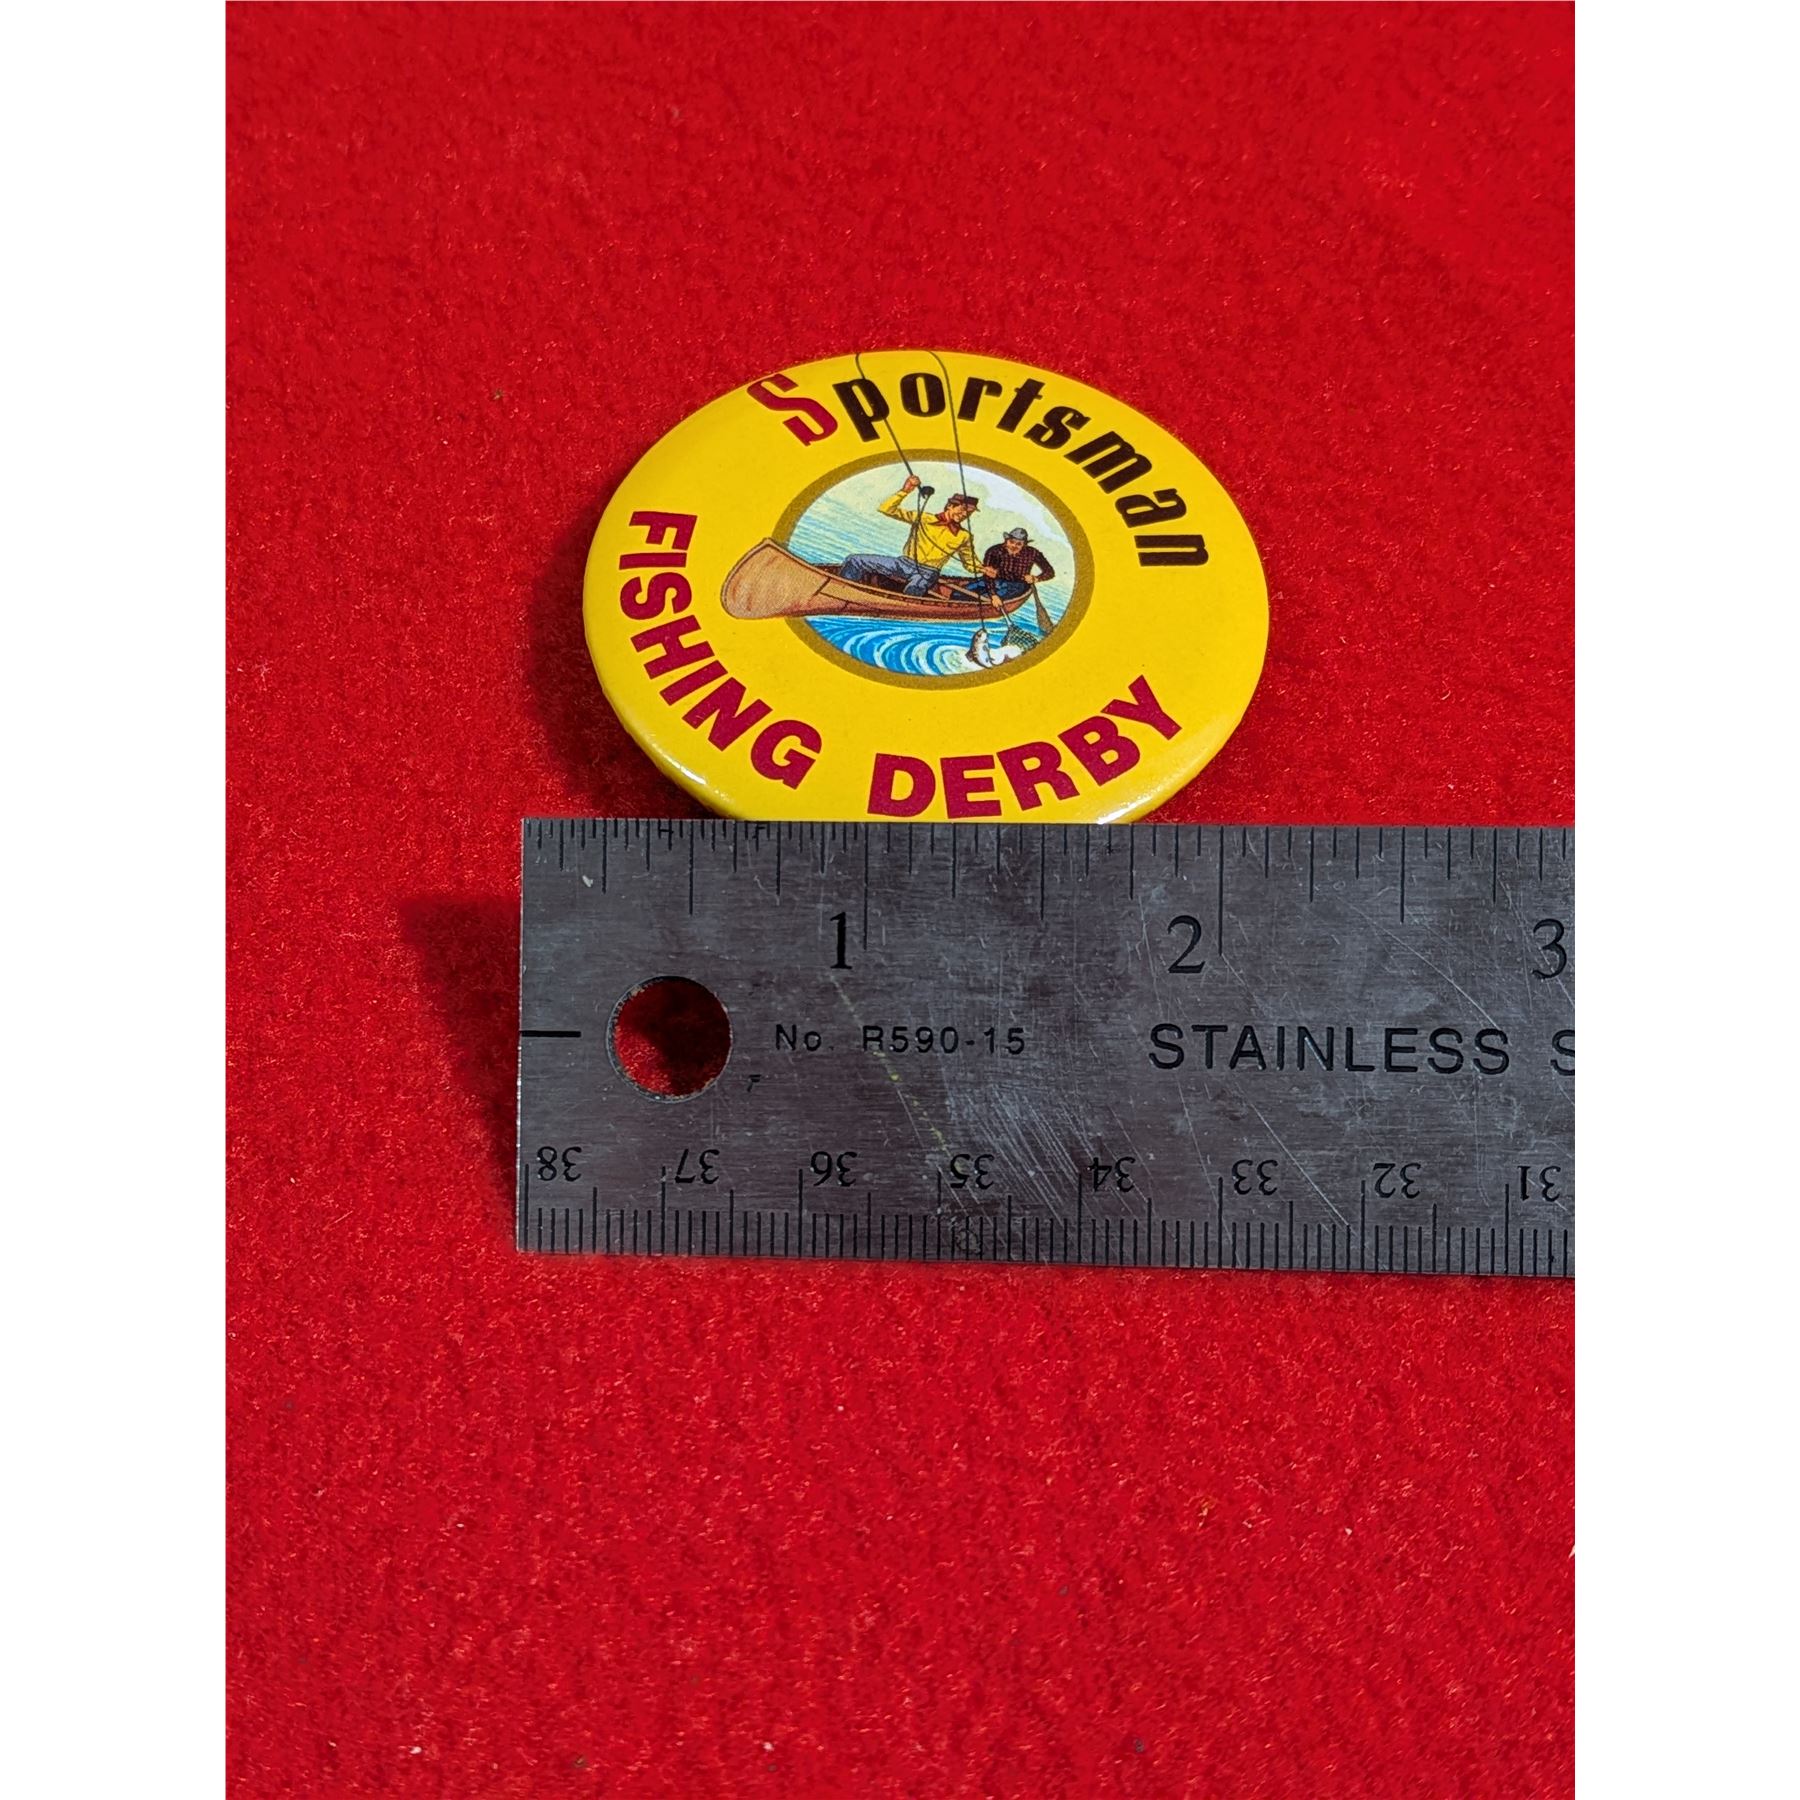 Sportsman
FISHING DERBY
1 2 3
No. R590-15 STAINLESS S
38 37 36 35 34 33 32 31